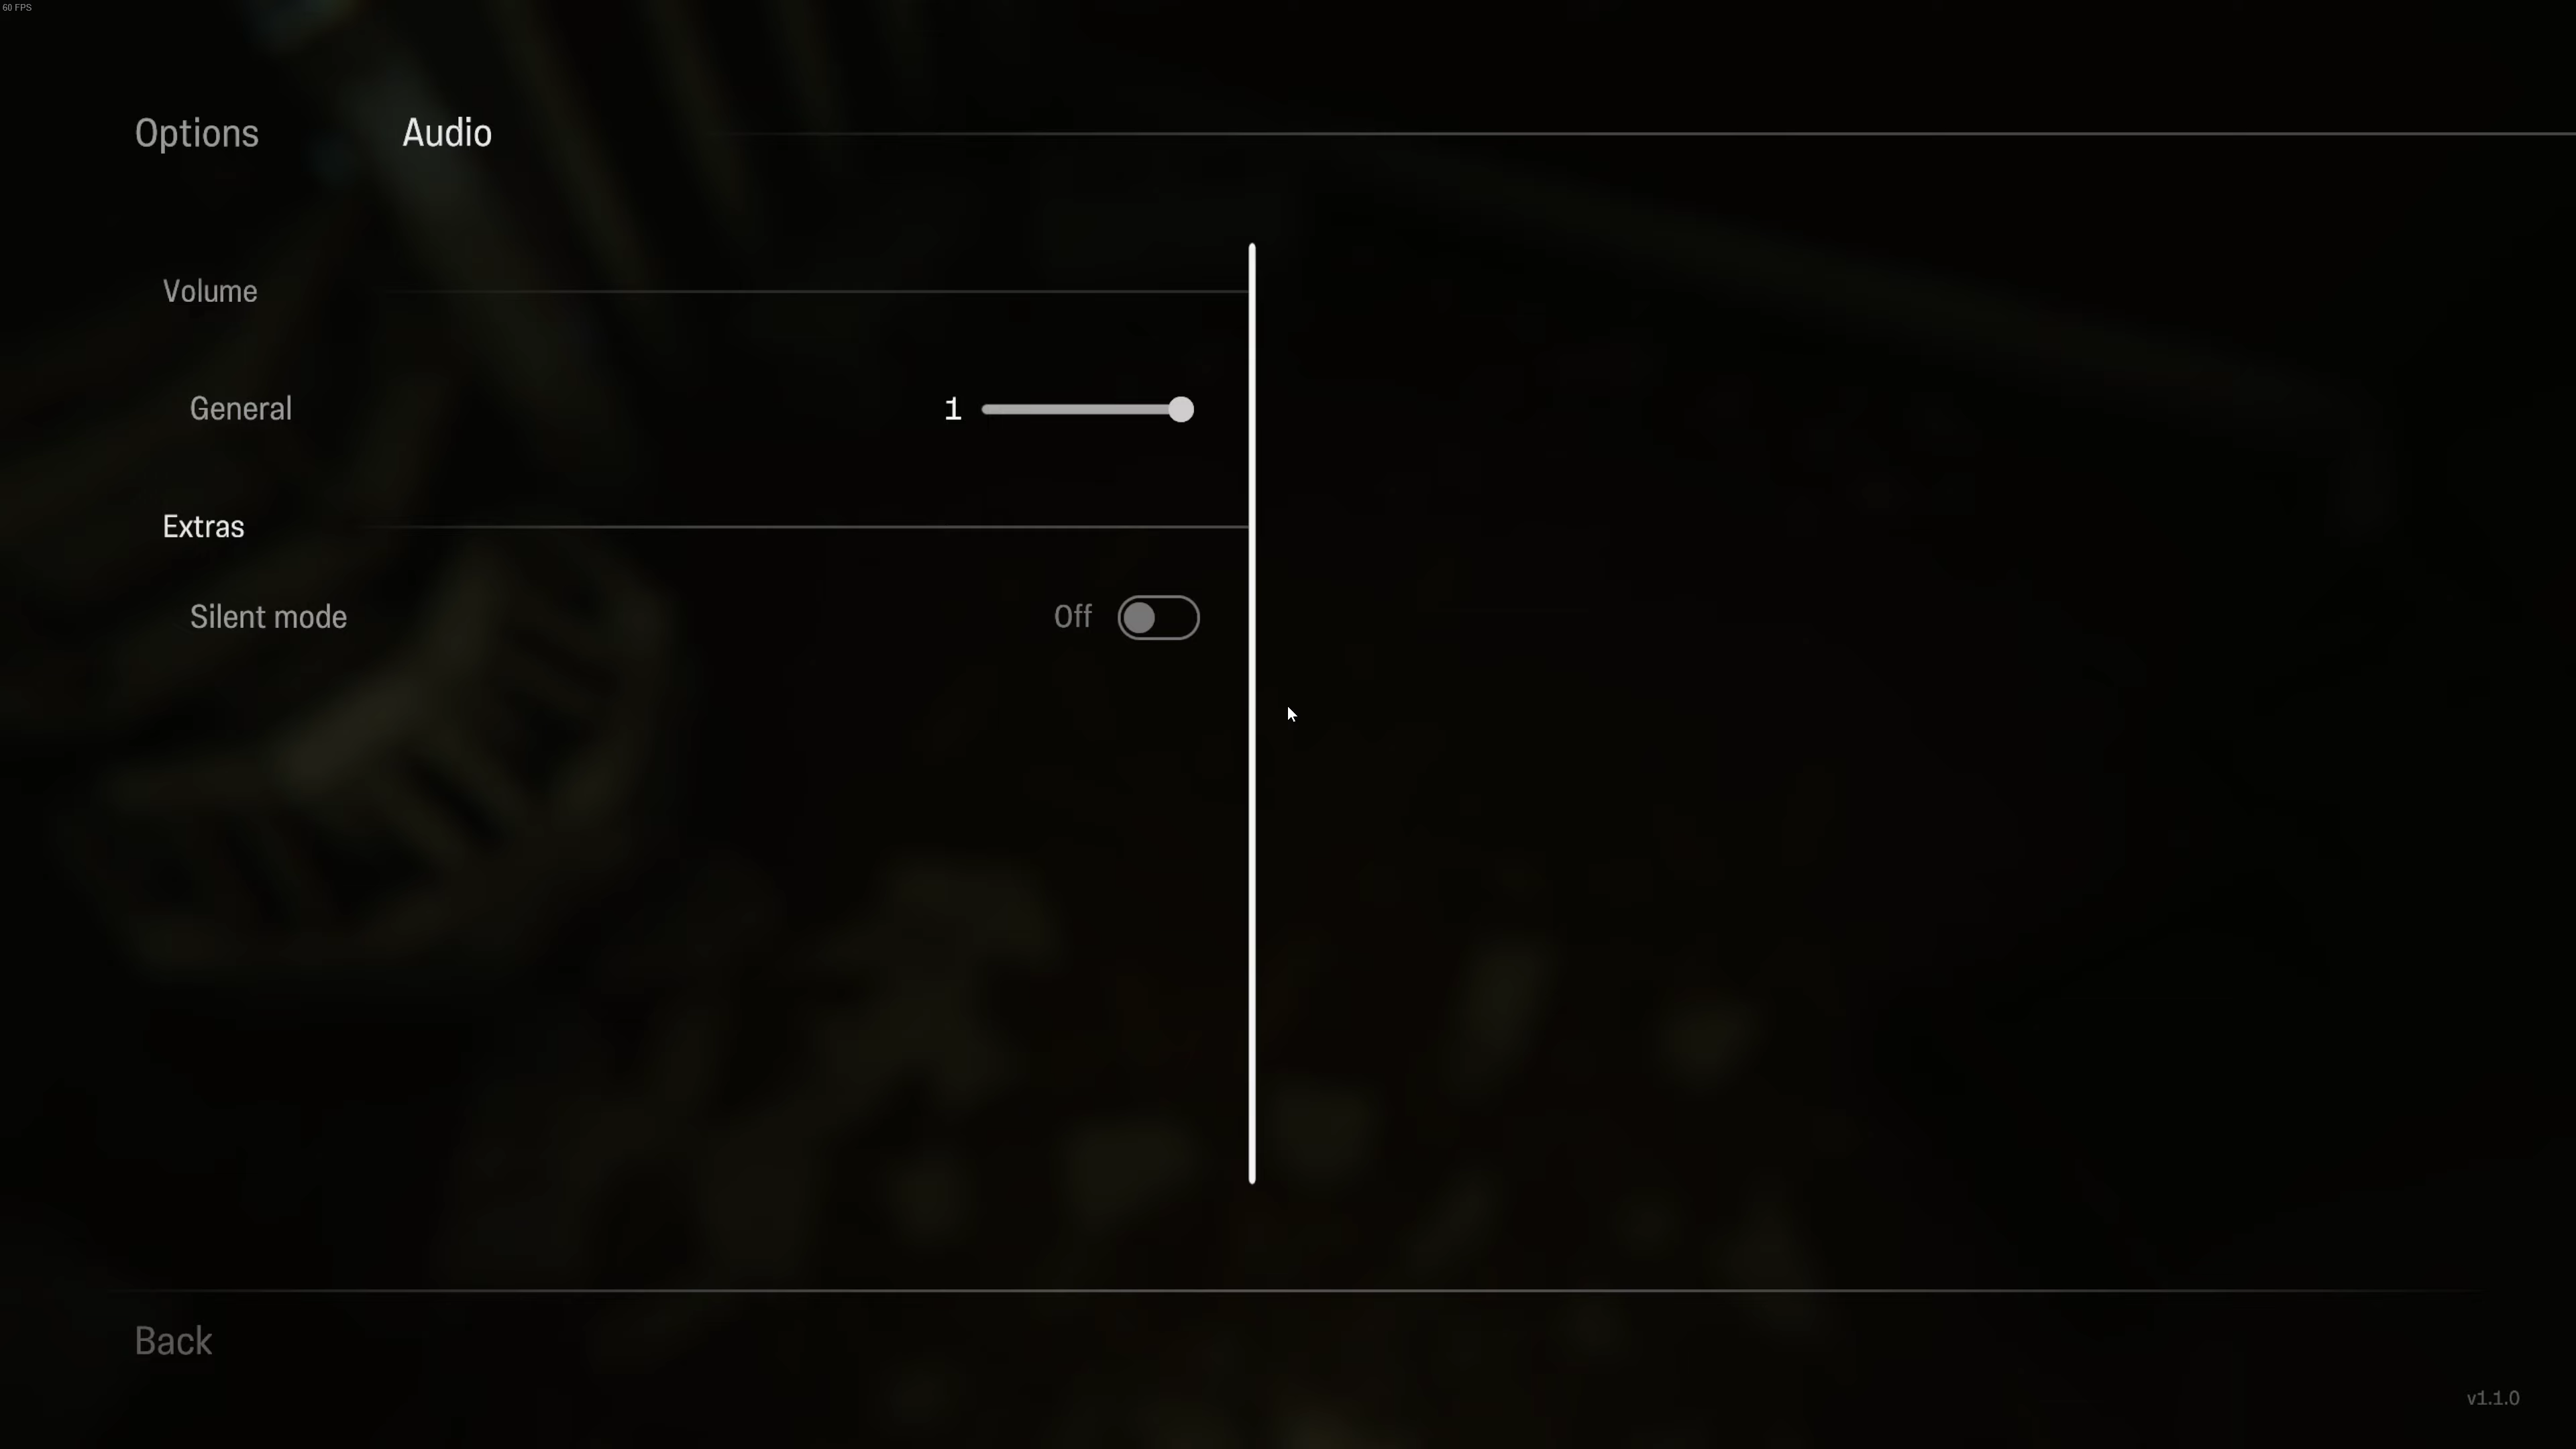 60 FPS
Options Audio
Volume
General 1
Extras
Silent mode Off
Back
v1.1.0